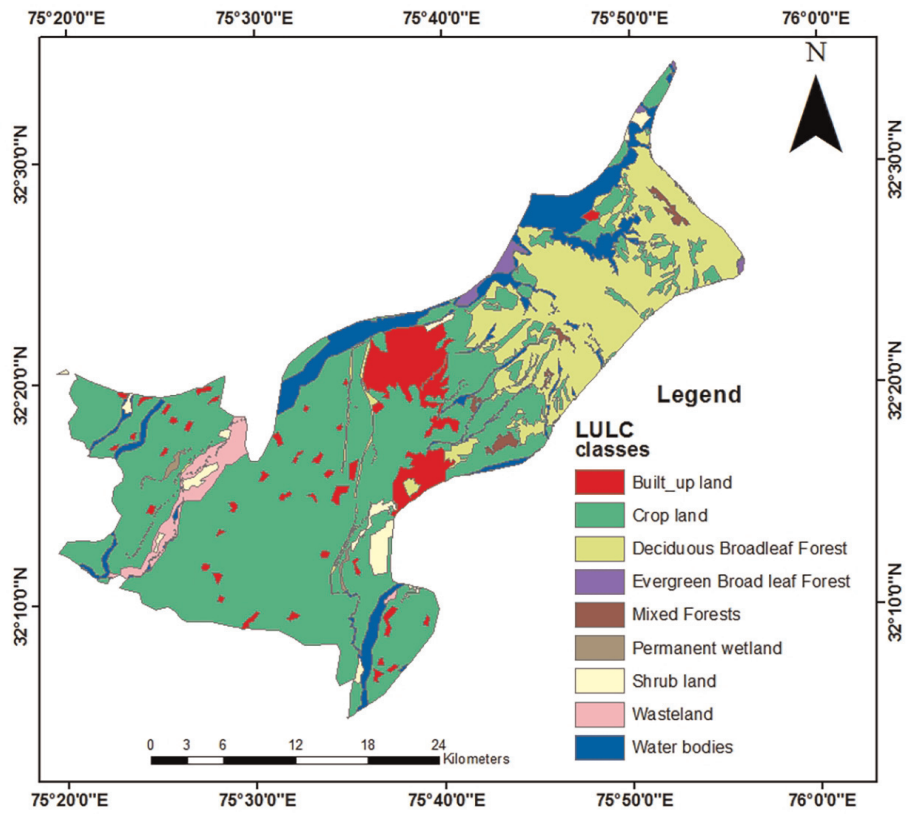 75°20'0"E 75°30'0"E 75°40'0"E 75°50'0"E 76°0'0"E
N
32°30'0"N 32°30'0"N
32°20'0"N 32°20'0"N
Legend
LULC
classes
Built_up land
Crop land
Deciduous Broadleaf Forest
Evergreen Broad leaf Forest
32°10'0"N 32°10'0"N
Mixed Forests
Permanent wetland
Shrub land
Wasteland
Water bodies
0 3 6 12 18 24
Kilometers
75°20'0"E 75°30'0"E 75°40'0"E 75°50'0"E 76°0'0"E